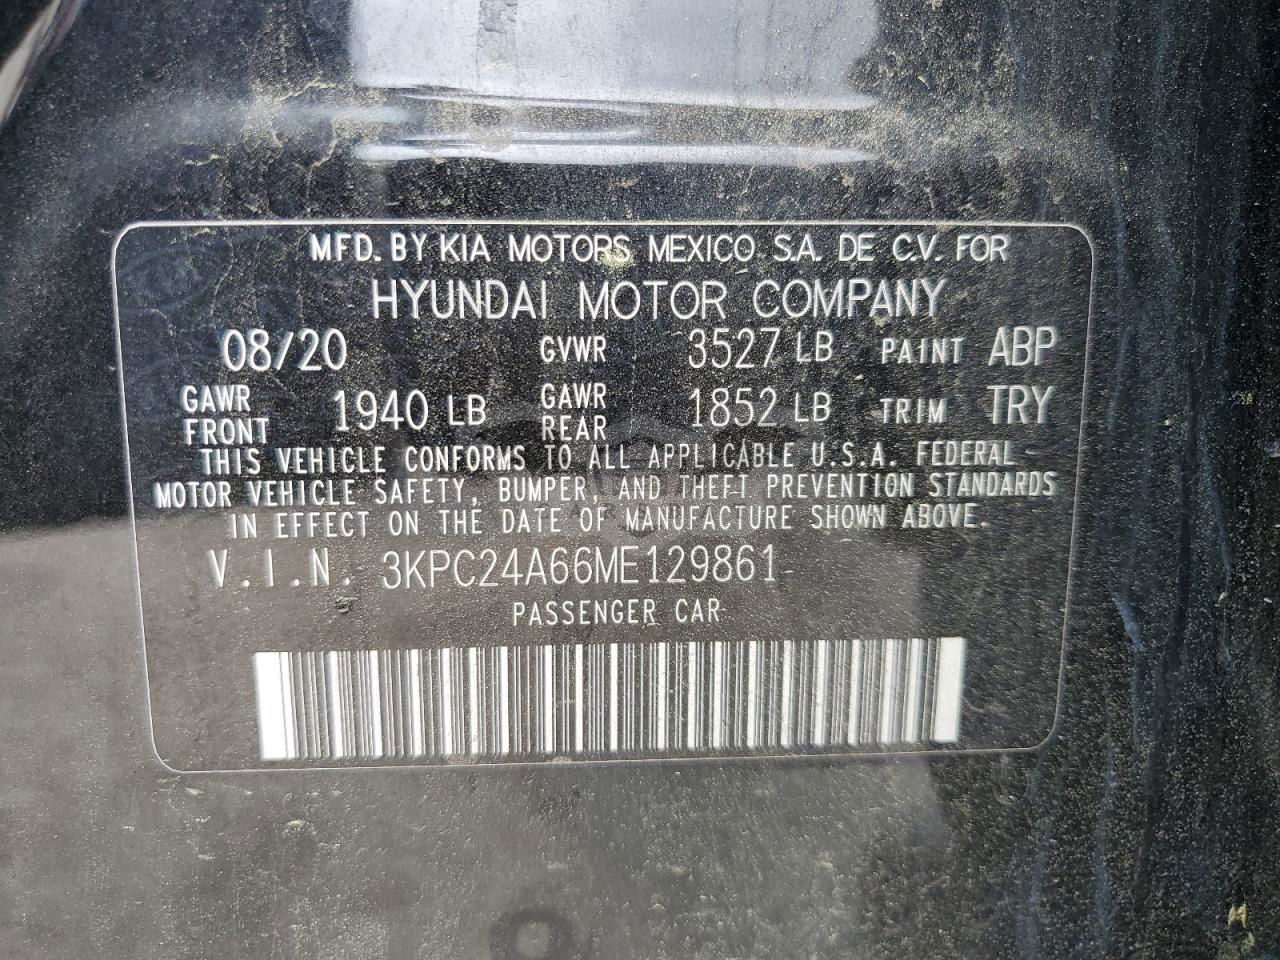 MFD. BY KIA MOTORS MEXICO S.A. DE C.V. FOR
HYUNDAI MOTOR COMPANY
08/20 GVWR 3527 LB PAINT ABP
GAWR FRONT 1940 LB GAWR REAR 1852 LB TRIM TRY
THIS VEHICLE CONFORMS TO ALL APPLICABLE U.S.A. FEDERAL
MOTOR VEHICLE SAFETY, BUMPER, AND THEFT PREVENTION STANDARDS
IN EFFECT ON THE DATE OF MANUFACTURE SHOWN ABOVE.
V.I.N. 3KPC24A66ME129861
PASSENGER CAR